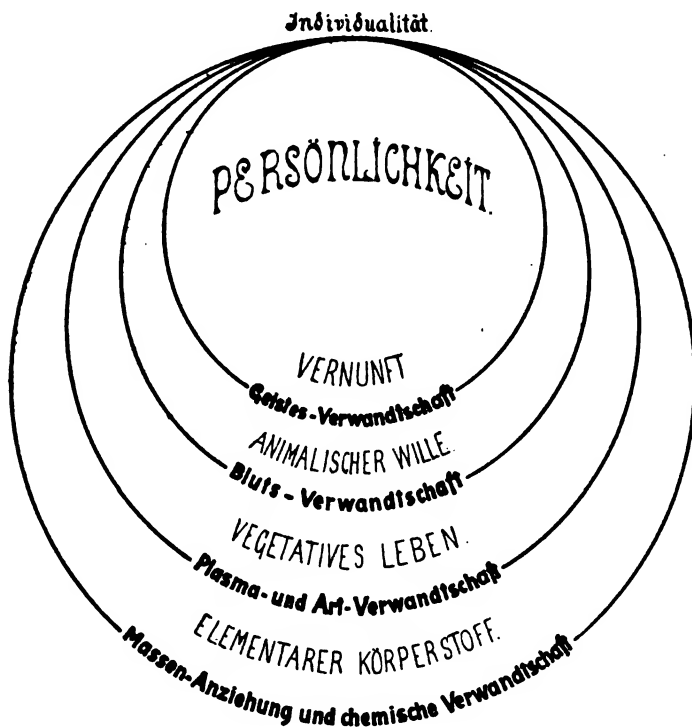 Individualität.
PERSÖNLICHKEIT.
VERNUNFT
Geistes-Verwandtschaft
ANIMALISCHER WILLE.
Bluts-Verwandtschaft
VEGETATIVES LEBEN.
Plasma- und Art-Verwandtschaft
ELEMENTARER KÖRPERSTOFF.
Massen-Anziehung und chemische Verwandtschaft